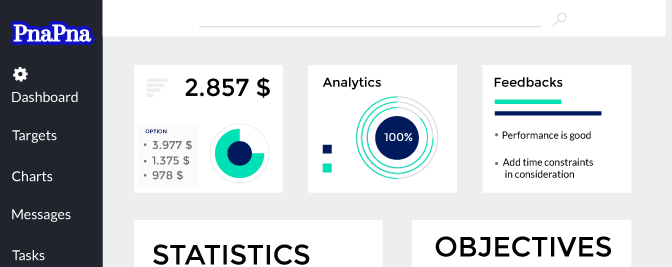 PnaPna
Dashboard
Targets
Charts
Messages
Tasks
2.857 $
OPTION
• 3.977 $
• 1.375 $
• 978 $
Analytics
100%
Feedbacks
• Performance is good
• Add time constraints
in consideration
STATISTICS
OBJECTIVES